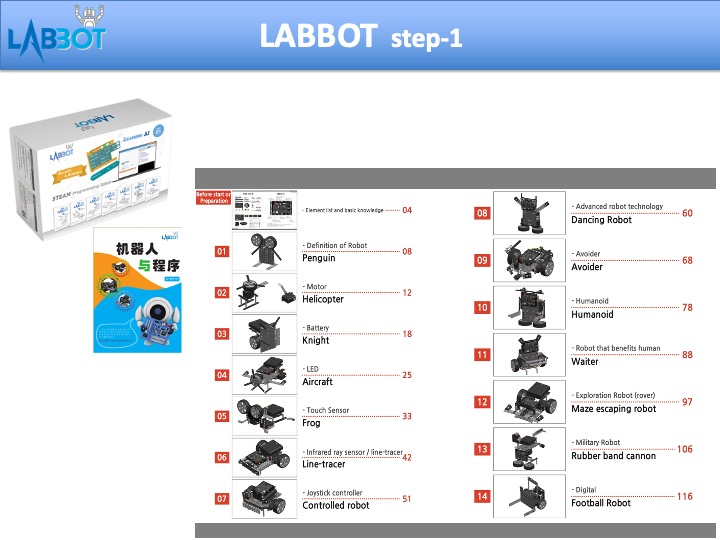 LABBOT
LABBOT step-1
LABBOT
STEAM Programming Robot
LABBOT
机器人
与程序
Before start on
Preparation
- Element list and basic knowledge 04
01
- Definition of Robot
Penguin
08
02
- Motor
Helicopter
12
03
- Battery
Knight
18
04
- LED
Aircraft
25
05
- Touch Sensor
Frog
33
06
- Infrared ray sensor / line-tracer
Line-tracer
42
07
- Joystick controller
Controlled robot
51
08
- Advanced robot technology
Dancing Robot
60
09
- Avoider
Avoider
68
10
- Humanoid
Humanoid
78
11
- Robot that benefits human
Waiter
88
12
- Exploration Robot (rover)
Maze escaping robot
97
13
- Military Robot
Rubber band cannon
106
14
- Digital
Football Robot
116